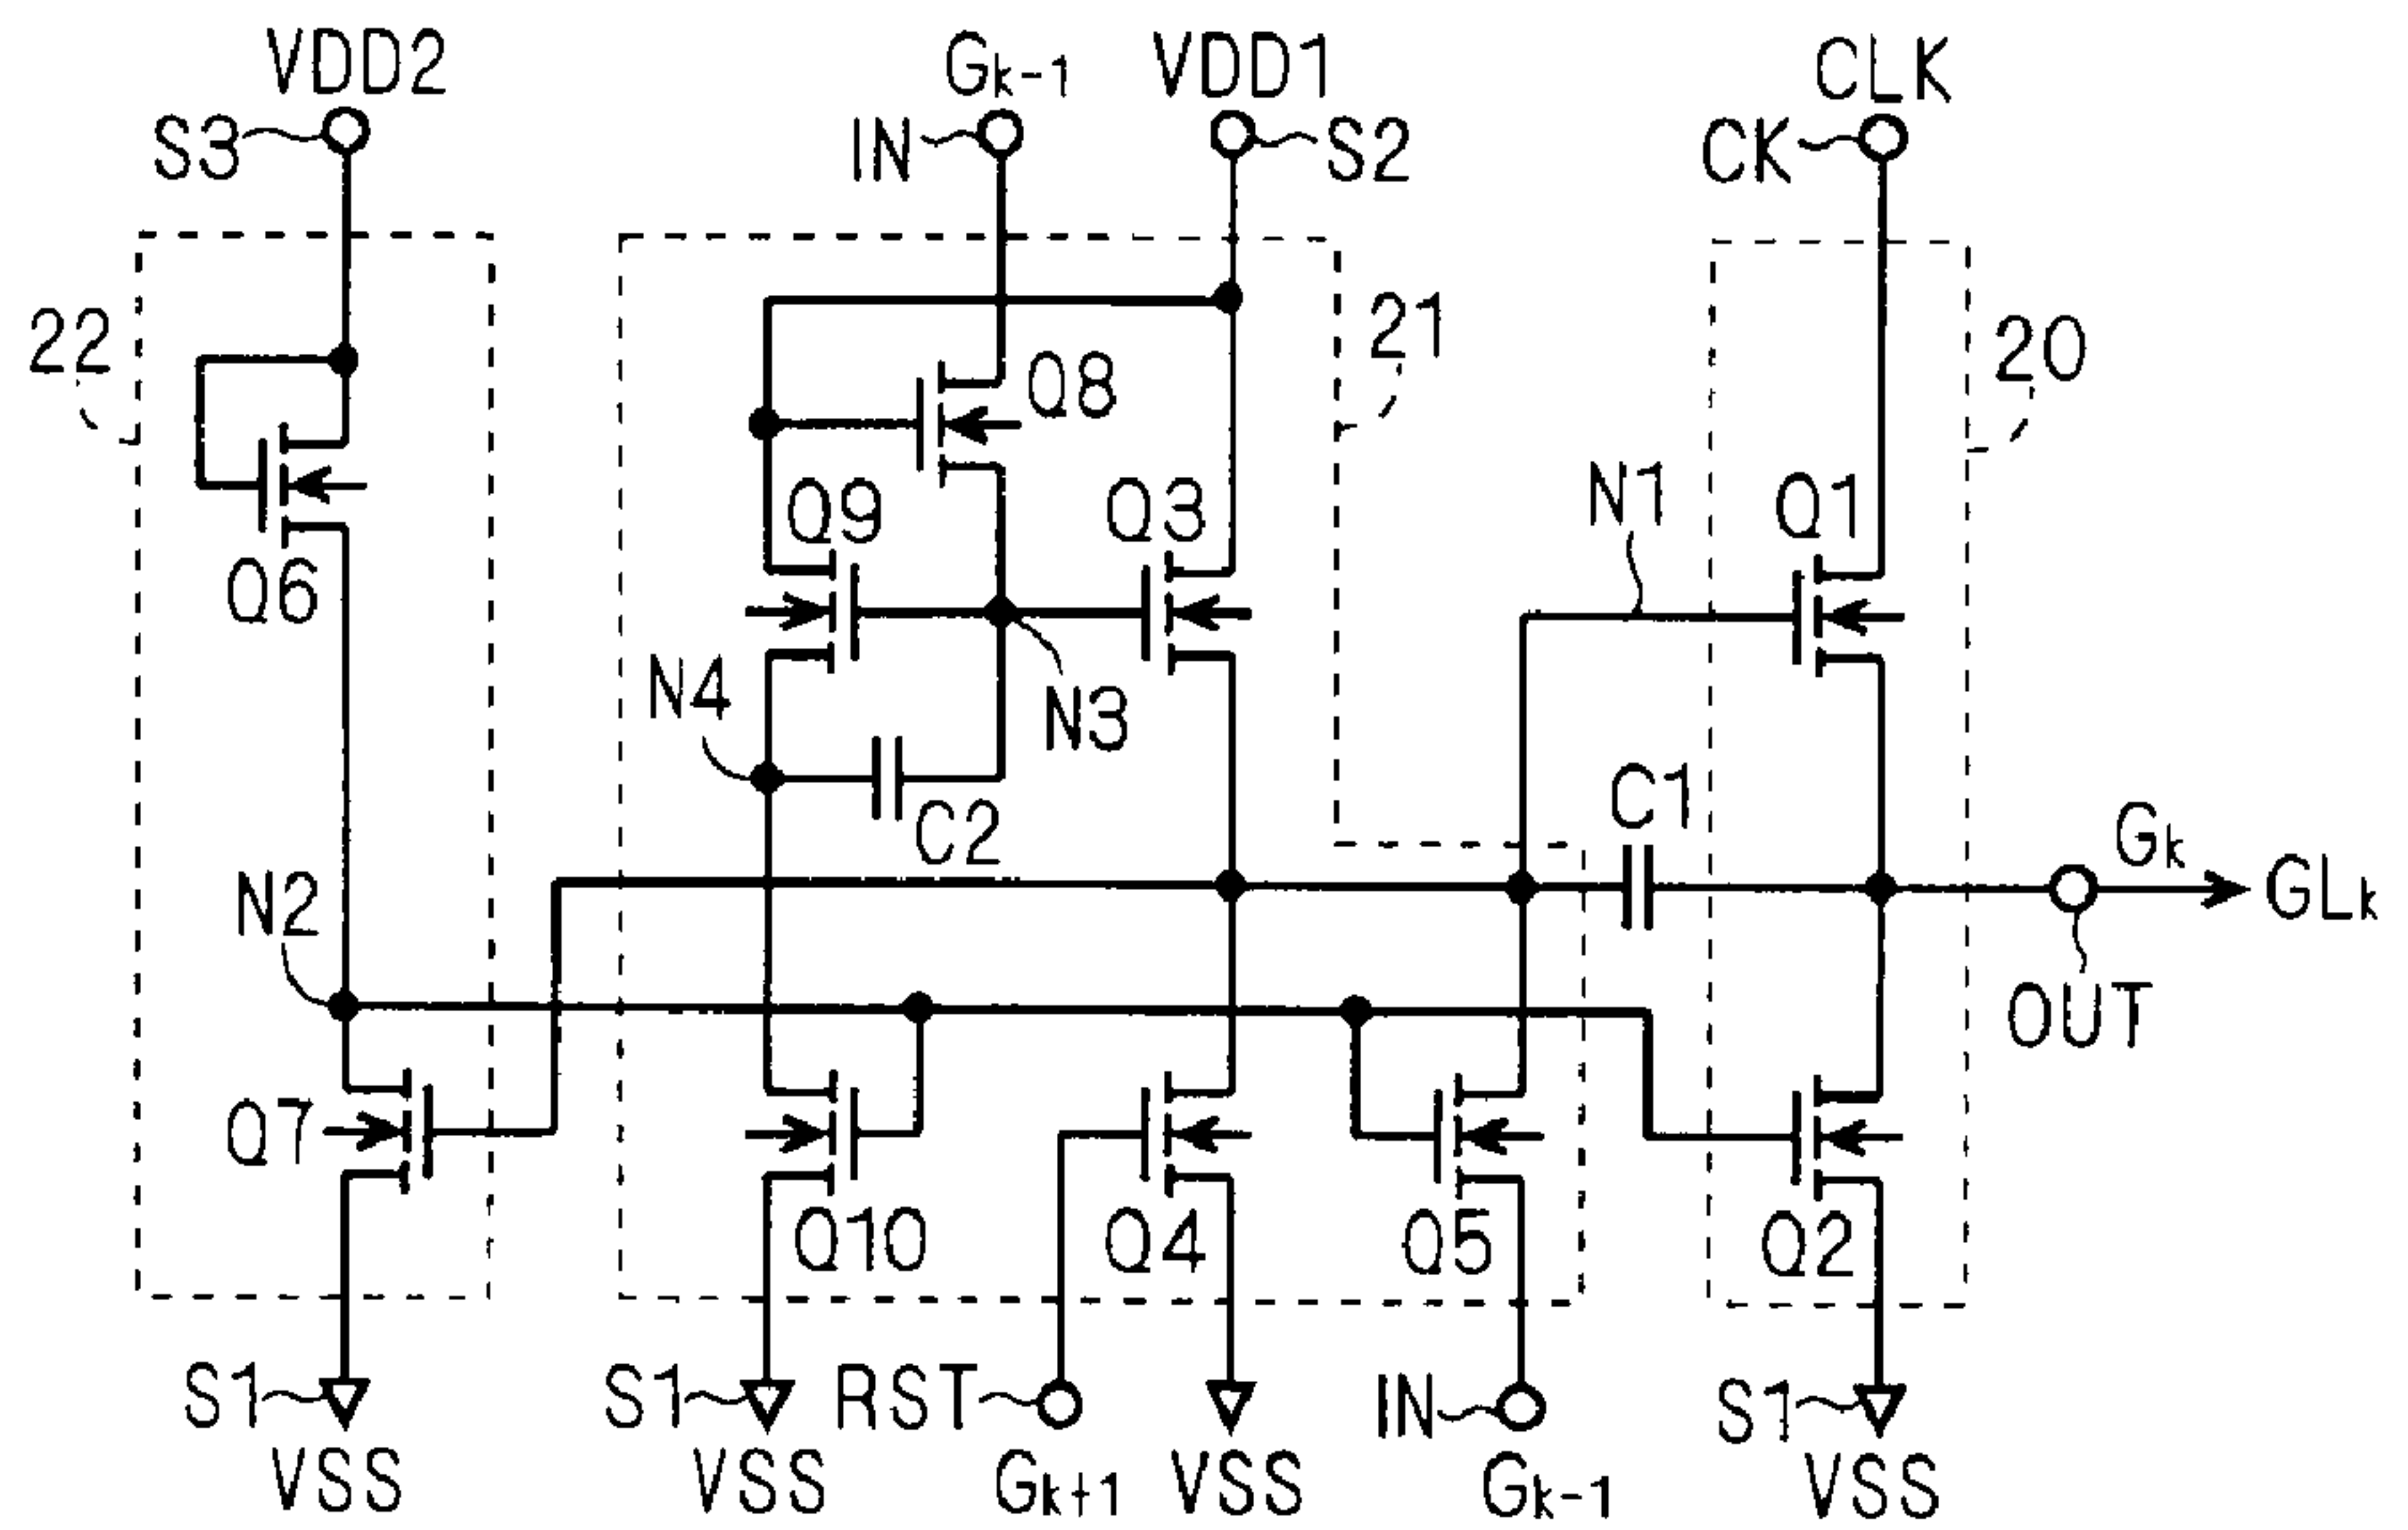 VDD2
Gk-1
VDD1
CLK
S3
IN
S2
CK
22
21
20
Q8
Q9
Q3
N1
Q1
Q6
N4
N3
C1
C2
Gk
GLk
N2
OUT
Q7
Q10
Q4
Q5
Q2
S1
S1
RST
IN
S1
VSS
VSS
Gk+1
VSS
Gk-1
VSS